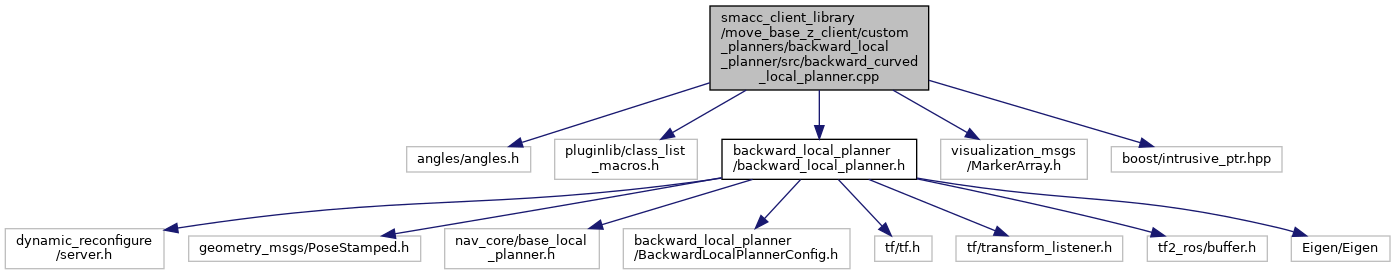 smacc_client_library
/move_base_z_client/custom
_planners/backward_local
_planner/src/backward_curved
_local_planner.cpp
angles/angles.h
pluginlib/class_list
_macros.h
backward_local_planner
/backward_local_planner.h
visualization_msgs
/MarkerArray.h
boost/intrusive_ptr.hpp
dynamic_reconfigure
/server.h
geometry_msgs/PoseStamped.h
nav_core/base_local
_planner.h
backward_local_planner
/BackwardLocalPlannerConfig.h
tf/tf.h
tf/transform_listener.h
tf2_ros/buffer.h
Eigen/Eigen